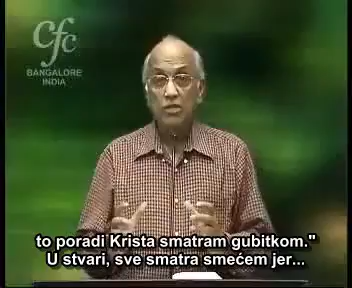 cfc
BANGALORE
INDIA
to poradi Krista smatram gubitkom."
U stvari, sve smatra smećem jer...